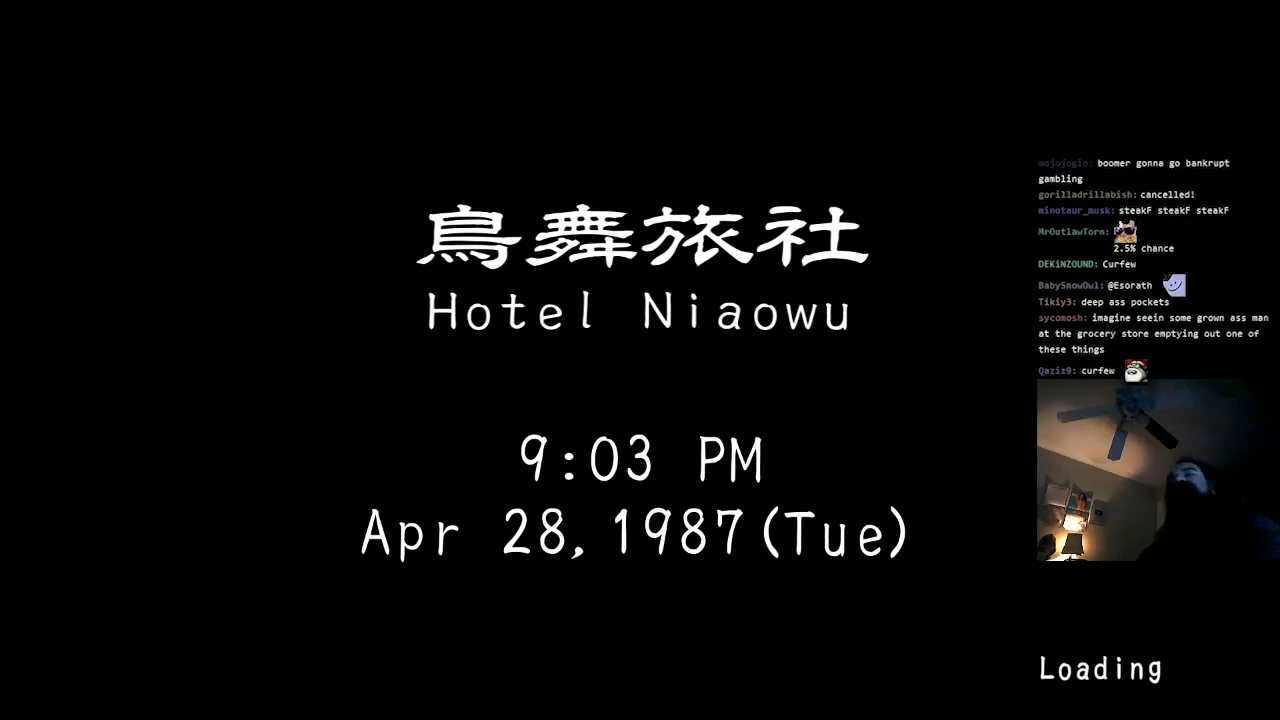 鳥舞旅社
Hotel Niaowu
9:03 PM
Apr 28,1987(Tue)
mojojogio: boomer gonna go bankrupt
gambling
gorilladrillabish: cancelled!
minotaur_musk: steakF steakF steakF
MrOutlawTorn:
2.5% chance
DEKiNZOUND: Curfew
BabySnowOwl: @Esorath
Tikiy3: deep ass pockets
sycomosh: imagine seein some grown ass man
at the grocery store emptying out one of
these things
Qaziz9: curfew
Loading